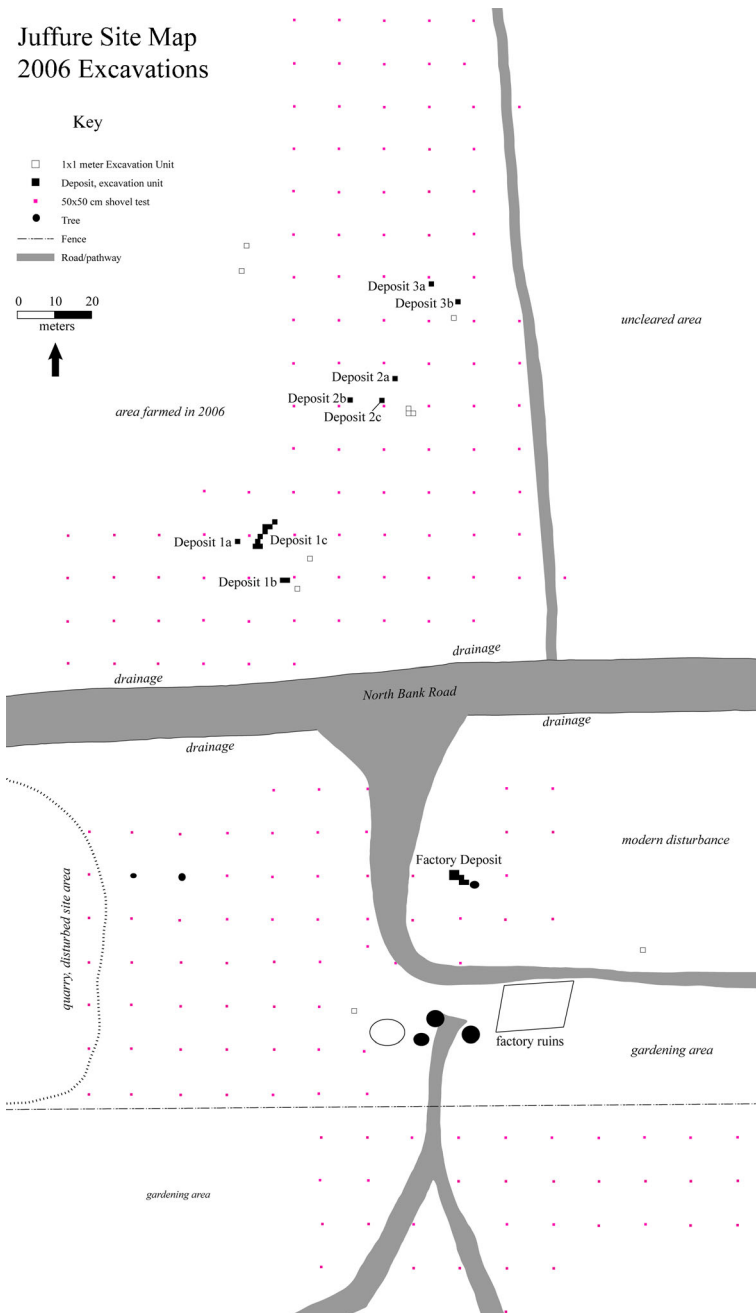 Juffure Site Map
2006 Excavations
Key
1x1 meter Excavation Unit
Deposit, excavation unit
50x50 cm shovel test
Tree
Fence
Road/pathway
0 10 20
meters
Deposit 3a
Deposit 3b
uncleared area
Deposit 2a
Deposit 2b
area farmed in 2006
Deposit 2c
Deposit 1a
Deposit 1c
Deposit 1b
drainage
drainage
North Bank Road
drainage
drainage
modern disturbance
Factory Deposit
quarry, disturbed site area
factory ruins
gardening area
gardening area